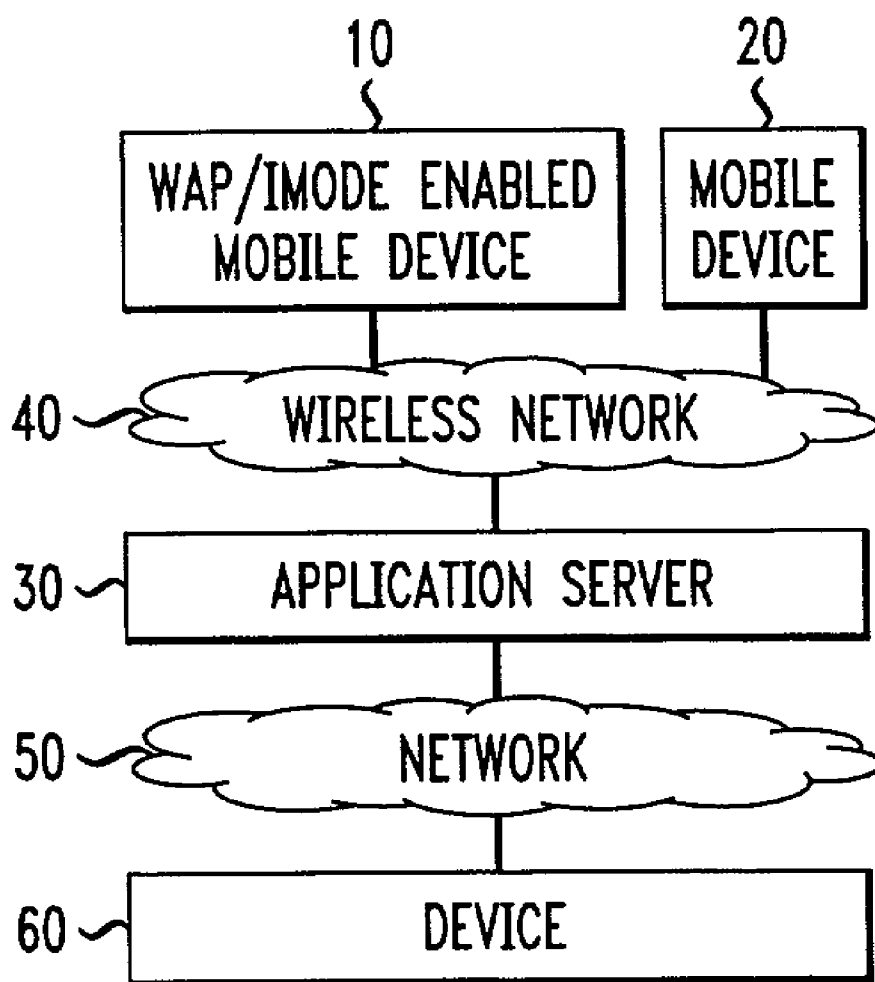 10
20
WAP/IMODE ENABLED
MOBILE DEVICE
MOBILE
DEVICE
40
WIRELESS NETWORK
30
APPLICATION SERVER
50
NETWORK
60
DEVICE